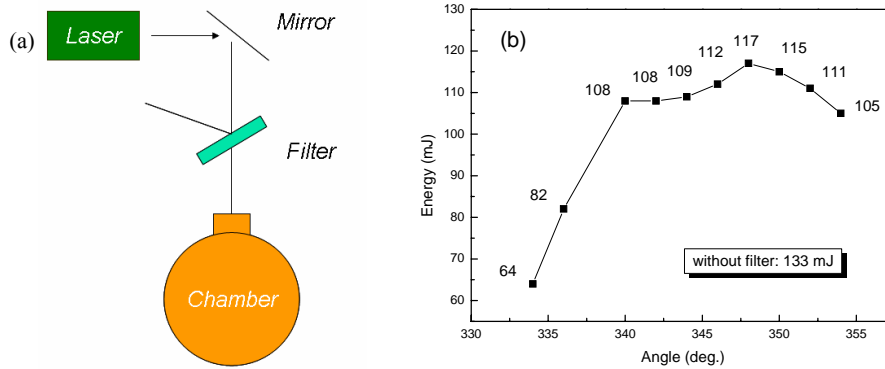 (a)
Laser
Mirror
Filter
Chamber
(b)
130
120
110
100
90
80
70
60
Energy (mJ)
64
82
108
108
109
112
117
115
111
105
without filter: 133 mJ
330
335
340
345
350
355
Angle (deg.)